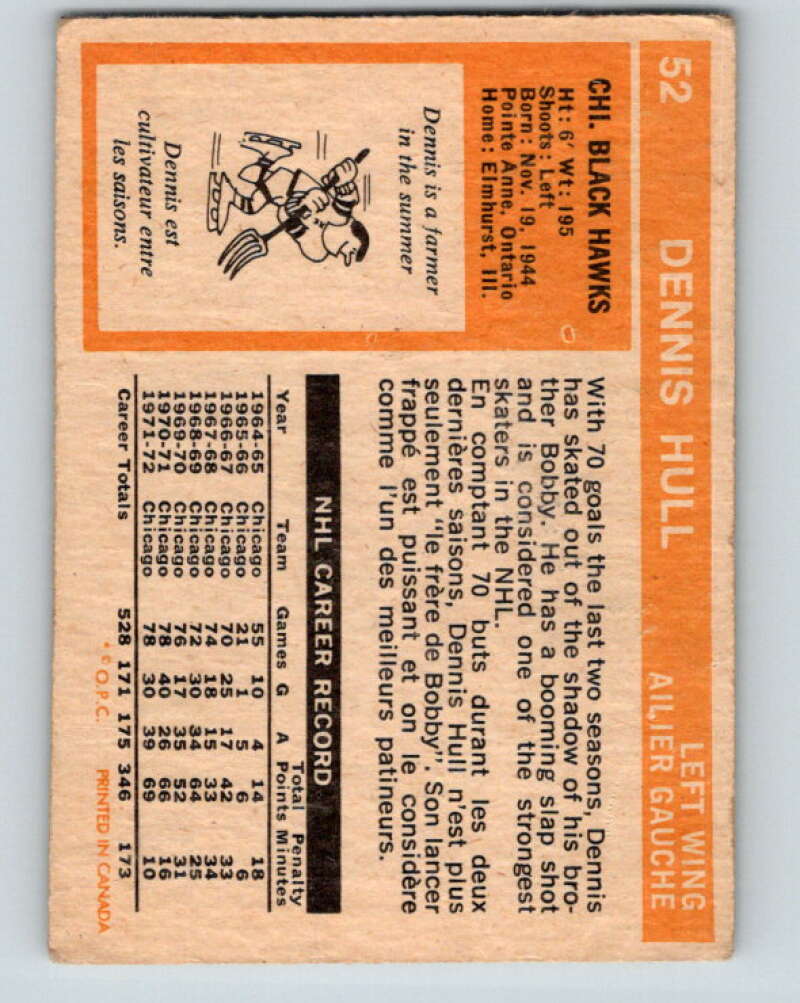 52 DENNIS HULL LEFT WING
AILIER GAUCHE
CHI. BLACK HAWKS
Ht: 6' Wt: 195
Shoots: Left
Born: Nov. 19, 1944
Pointe Anne, Ontario
Home: Elmhurst, Ill.
Dennis is a farmer
in the summer
Dennis est
cultivateur entre
les saisons.
With 70 goals the last two seasons, Dennis
has skated out of the shadow of his bro-
ther Bobby. He has a booming slap shot
and is considered one of the strongest
skaters in the NHL.
En comptant 70 buts durant les deux
dernières saisons, Dennis Hull n'est plus
seulement "le frère de Bobby". Son lancer
frappé est puissant et on le considère
comme l'un des meilleurs patineurs.
NHL CAREER RECORD
Total Penalty
Year Team Games G A Points Minutes
1964-65 Chicago 55 10 4 14 18
1965-66 Chicago 21 1 5 6 6
1966-67 Chicago 70 25 17 42 33
1967-68 Chicago 74 18 15 33 34
1968-69 Chicago 72 30 34 64 25
1969-70 Chicago 76 17 35 52 31
1970-71 Chicago 78 40 26 66 16
1971-72 Chicago 78 30 39 69 10
Career Totals 528 171 175 346 173
* © O.P.C. PRINTED IN CANADA